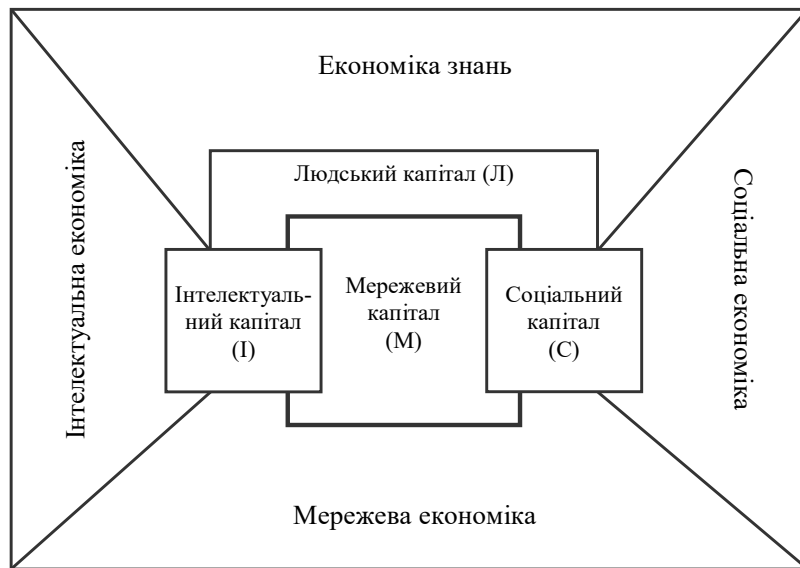 Економіка знань
Людський капітал (Л)
Інтелектуальна економіка
Інтелектуаль-
ний капітал
(І)
Мережевий
капітал
(М)
Соціальний
капітал
(С)
Соціальна економіка
Мережева економіка